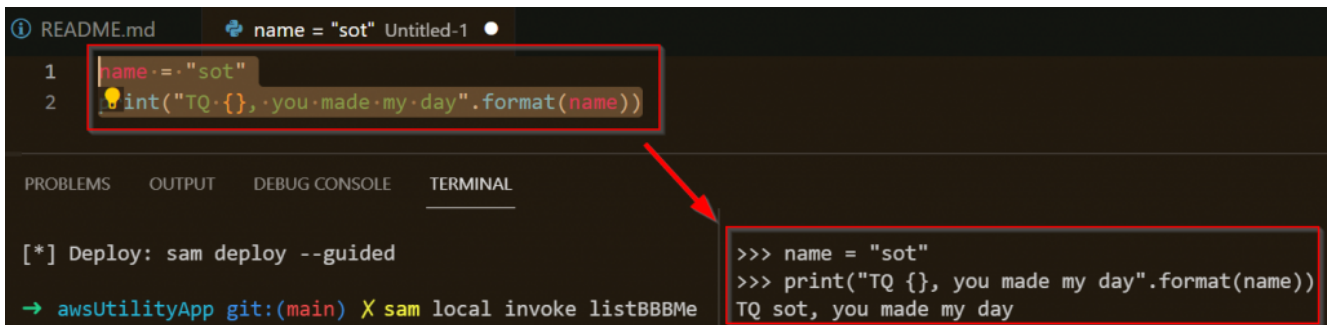 README.md
name = "sot" Untitled-1
1 name = "sot"
2 int("TQ {}, you made my day".format(name))
PROBLEMS OUTPUT DEBUG CONSOLE TERMINAL
[*] Deploy: sam deploy --guided
→ awsUtilityApp git:(main) ✗ sam local invoke listBBBMe
>>> name = "sot"
>>> print("TQ {}, you made my day".format(name))
TQ sot, you made my day